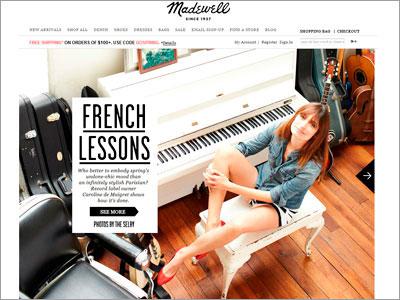 Madewell
SINCE 1937
NEW ARRIVALS SHOP ALL DENIM SHOES DRESSES BAGS SALE EMAIL SIGN-UP FIND A STORE
SHOPPING BAG | CHECKOUT
FREE SHIPPING* ON ORDERS OF $100+. USE CODE
*Details
My Account / Register Sign In
FRENCH
LESSONS
Who better to embody spring's
undone-chic mood than
an infinitely stylish Parisian?
Record label owner
Caroline de Maigret shows
how it's done.
SEE MORE
PHOTOS BY THE SELBY